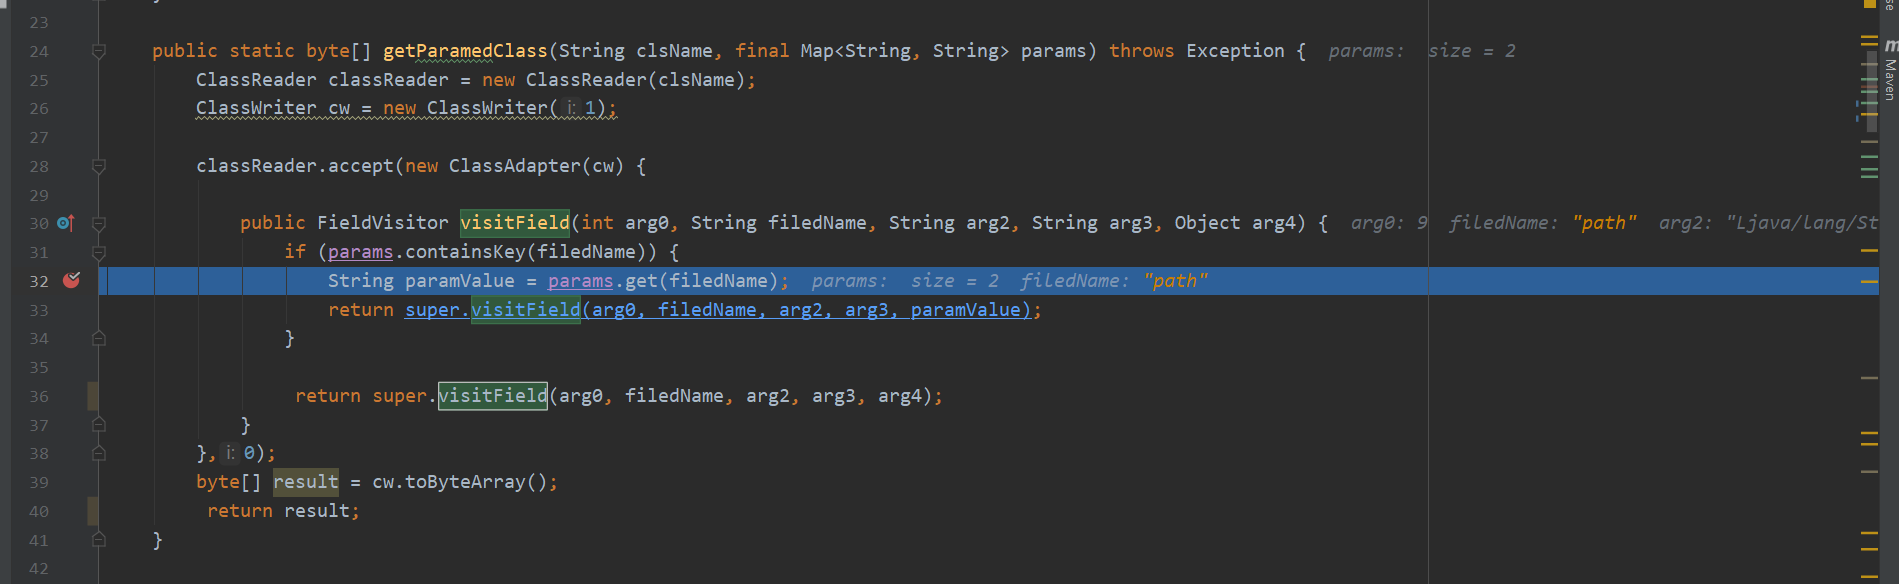 23
24 public static byte[] getParamedClass(String clsName, final Map<String, String> params) throws Exception { params: size = 2
25 ClassReader classReader = new ClassReader(clsName);
26 ClassWriter cw = new ClassWriter( i: 1);
27
28 classReader.accept(new ClassAdapter(cw) {
29
30 public FieldVisitor visitField(int arg0, String filedName, String arg2, String arg3, Object arg4) { arg0: 9 filedName: "path" arg2: "Ljava/lang/St
31 if (params.containsKey(filedName)) {
32 String paramValue = params.get(filedName); params: size = 2 filedName: "path"
33 return super.visitField(arg0, filedName, arg2, arg3, paramValue);
34 }
35
36 return super.visitField(arg0, filedName, arg2, arg3, arg4);
37 }
38 }, i: 0);
39 byte[] result = cw.toByteArray();
40 return result;
41 }
42
se
m Maven